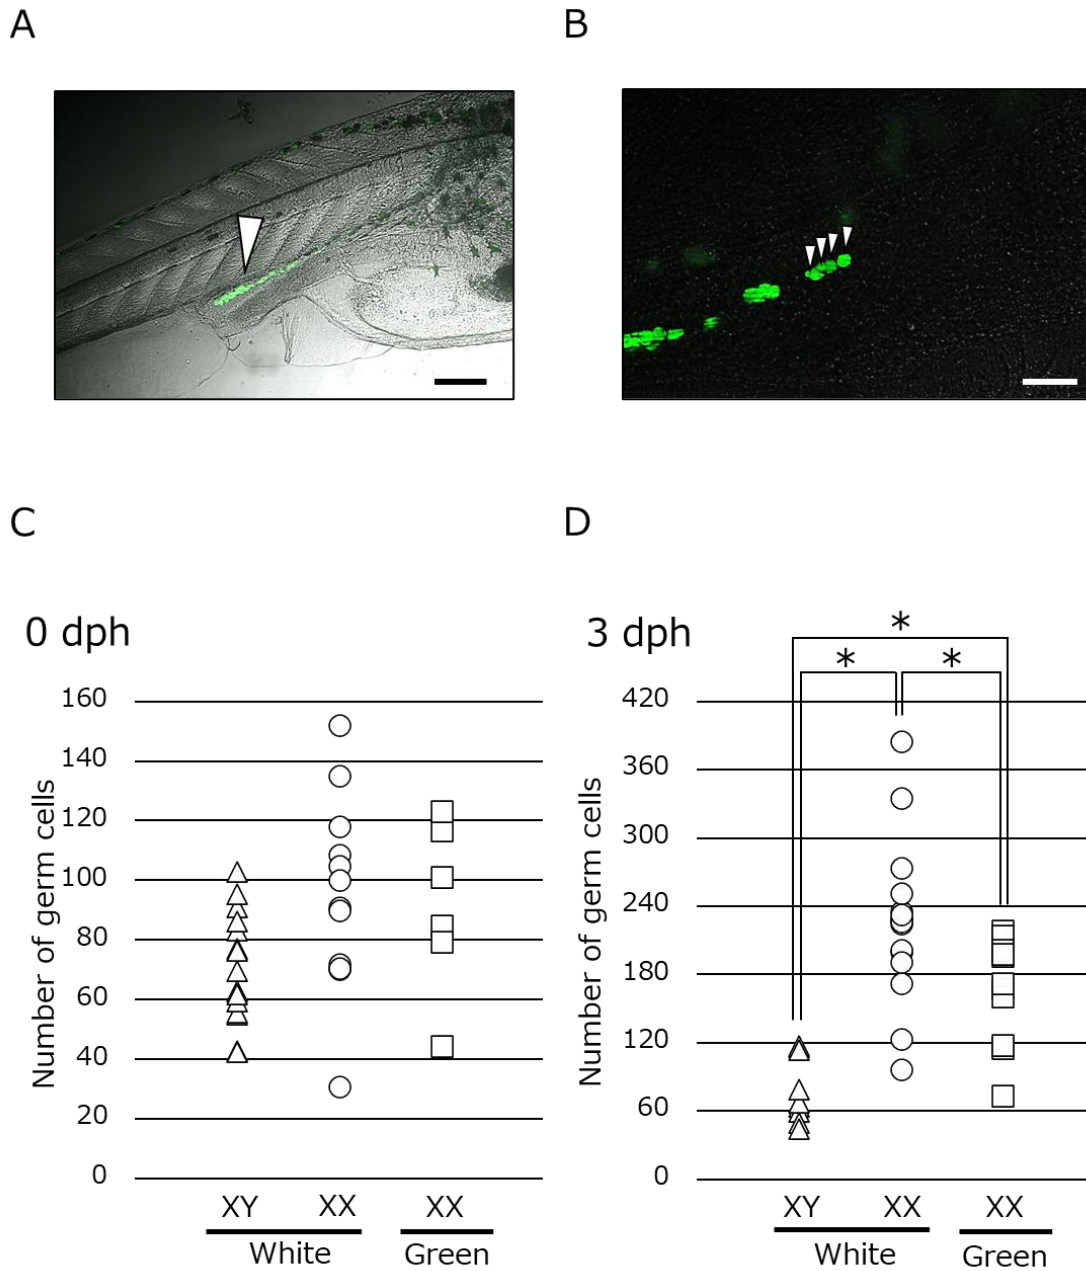 A
B
C
D
0 dph
3 dph
*
*
*
Number of germ cells
160
140
120
100
80
60
40
20
0
XY
XX
XX
White
Green
Number of germ cells
420
360
300
240
180
120
60
0
XY
XX
XX
White
Green